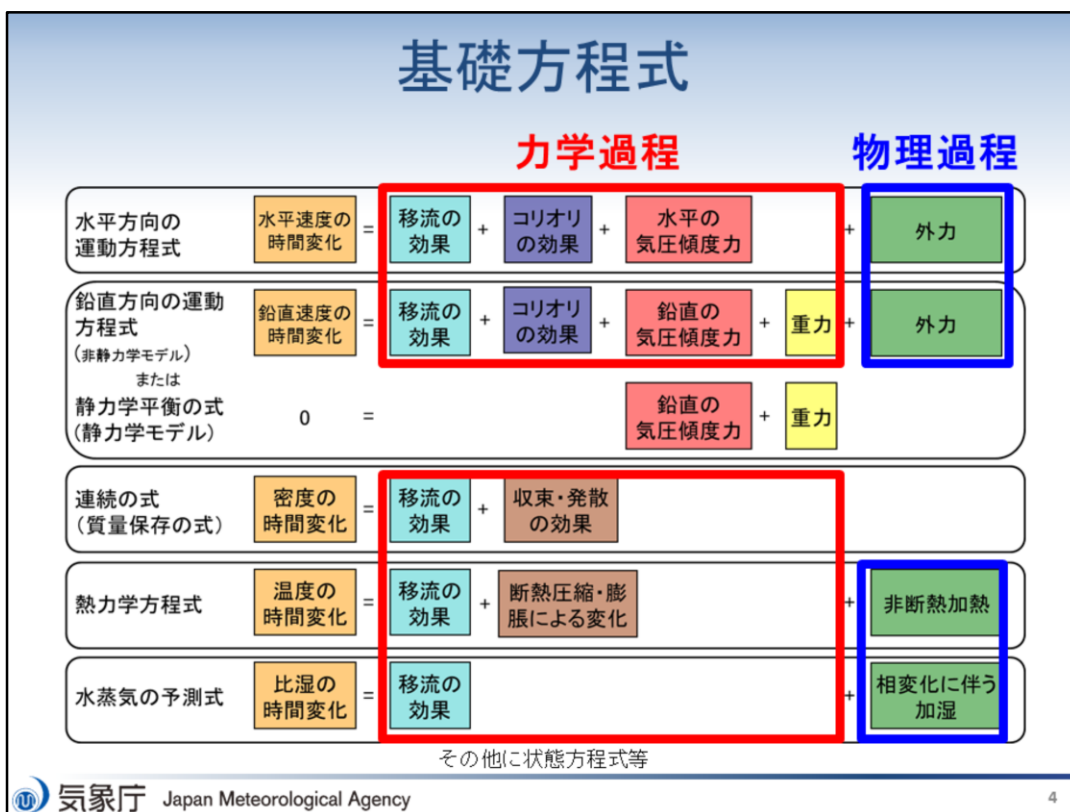 基礎方程式
力学過程
物理過程
水平方向の
運動方程式
水平速度の
時間変化
=
移流の
効果
+
コリオリ
の効果
+
水平の
気圧傾度力
+
外力
鉛直方向の運動
方程式
(非静力学モデル)
または
静力学平衡の式
(静力学モデル)
鉛直速度の
時間変化
=
移流の
効果
+
コリオリ
の効果
+
鉛直の
気圧傾度力
+
重力
+
外力
0
=
鉛直の
気圧傾度力
+
重力
連続の式
(質量保存の式)
密度の
時間変化
=
移流の
効果
+
収束・発散
の効果
熱力学方程式
温度の
時間変化
=
移流の
効果
+
断熱圧縮・膨
脹による変化
+
非断熱加熱
水蒸気の予測式
比湿の
時間変化
=
移流の
効果
+
相変化に伴う
加湿
その他に状態方程式等
気象庁 Japan Meteorological Agency
4